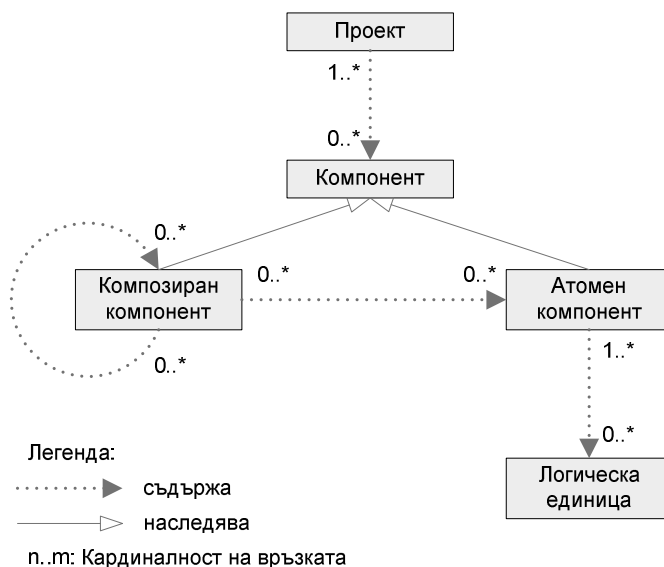 Проект
1..*
0..*
Компонент
0..*
Композиран
компонент
0..*
0..*
Атомен
компонент
0..*
1..*
0..*
Логическа
единица
Легенда:
съдържа
наследява
n..m: Кардиналност на връзката